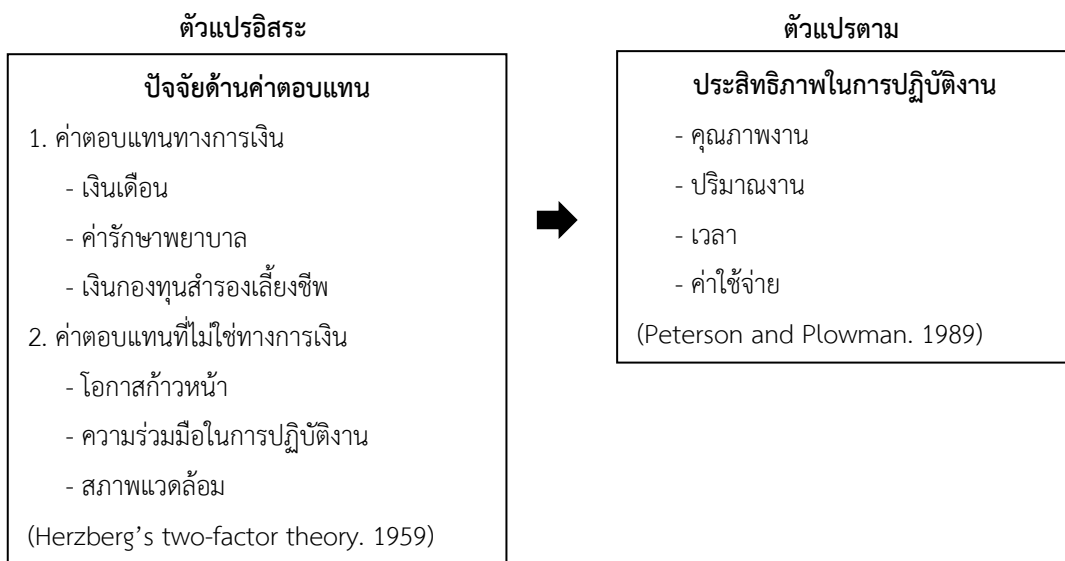 ตัวแปรอิสระ
ปัจจัยด้านค่าตอบแทน
1. ค่าตอบแทนทางการเงิน
- เงินเดือน
- ค่ารักษาพยาบาล
- เงินกองทุนสำรองเลี้ยงชีพ
2. ค่าตอบแทนที่ไม่ใช่ทางการเงิน
- โอกาสก้าวหน้า
- ความร่วมมือในการปฏิบัติงาน
- สภาพแวดล้อม
(Herzberg’s two-factor theory. 1959)
ตัวแปรตาม
ประสิทธิภาพในการปฏิบัติงาน
- คุณภาพงาน
- ปริมาณงาน
- เวลา
- ค่าใช้จ่าย
(Peterson and Plowman. 1989)